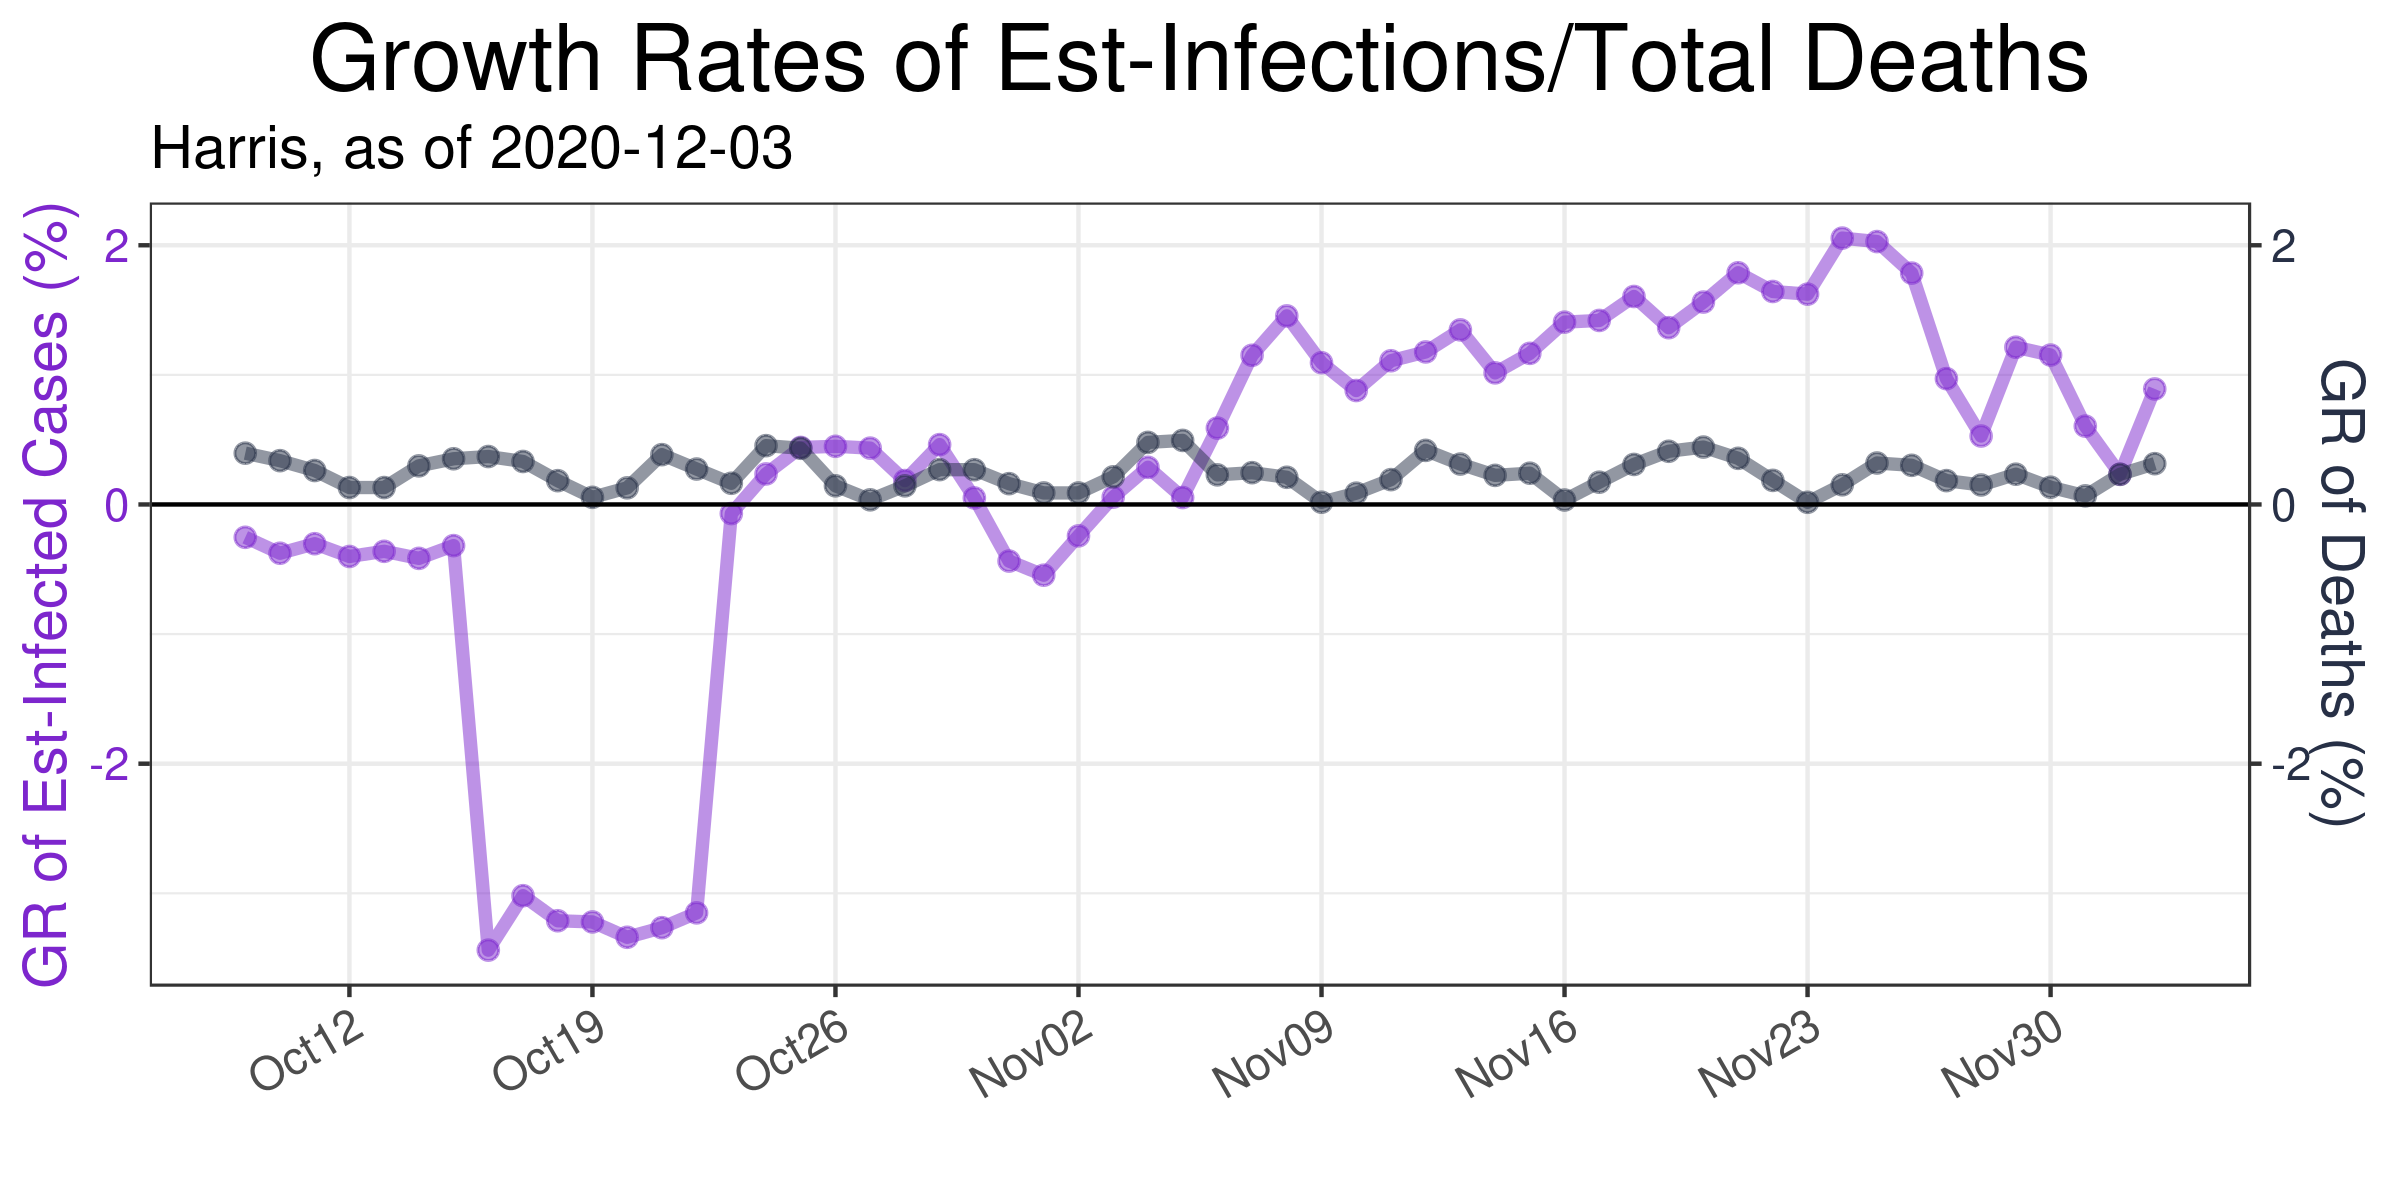 Growth Rates of Est-Infections/Total Deaths
Harris, as of 2020-12-03
GR of Est-Infected Cases (%)
2
0
-2
2
0
-2
GR of Deaths (%)
Oct12
Oct19
Oct26
Nov02
Nov09
Nov16
Nov23
Nov30